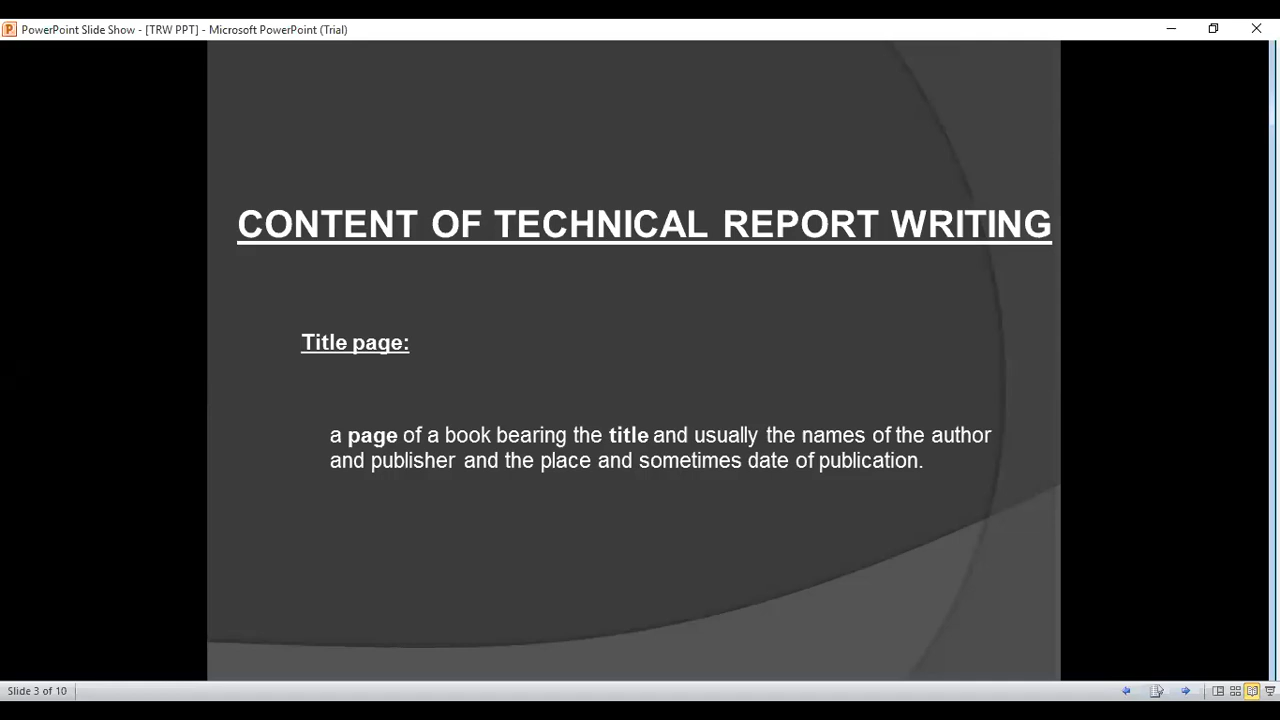 PowerPoint Slide Show - [TRW PPT] - Microsoft PowerPoint (Trial)
CONTENT OF TECHNICAL REPORT WRITING
Title page:
a page of a book bearing the title and usually the names of the author
and publisher and the place and sometimes date of publication.
Slide 3 of 10